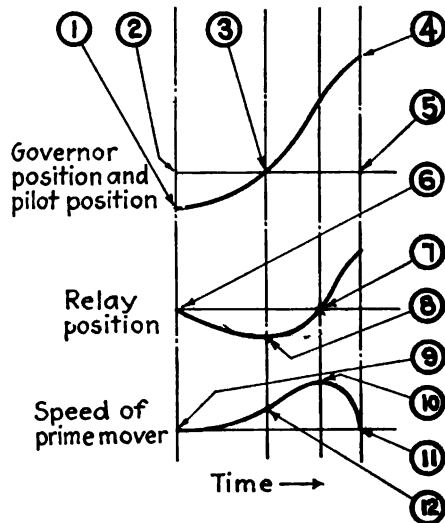 1 2 3 4
5
Governor
position and
pilot position
6
7
Relay
position
8
9
Speed of
prime mover
10
11
Time
12